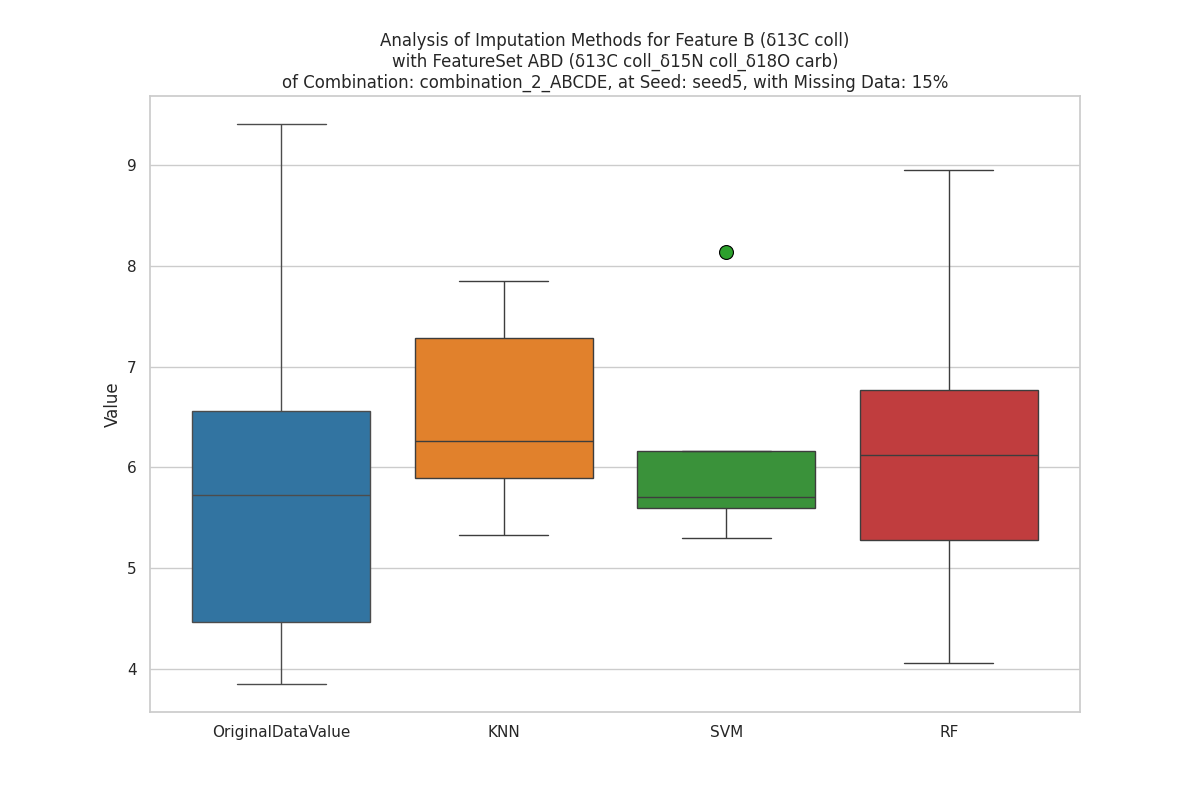 Analysis of Imputation Methods for Feature B (δ13C coll)
with FeatureSet ABD (δ13C coll_δ15N coll_δ18O carb)
of Combination: combination_2_ABCDE, at Seed: seed5, with Missing Data: 15%
9
8
7
6
5
4
Value
OriginalDataValue KNN SVM RF